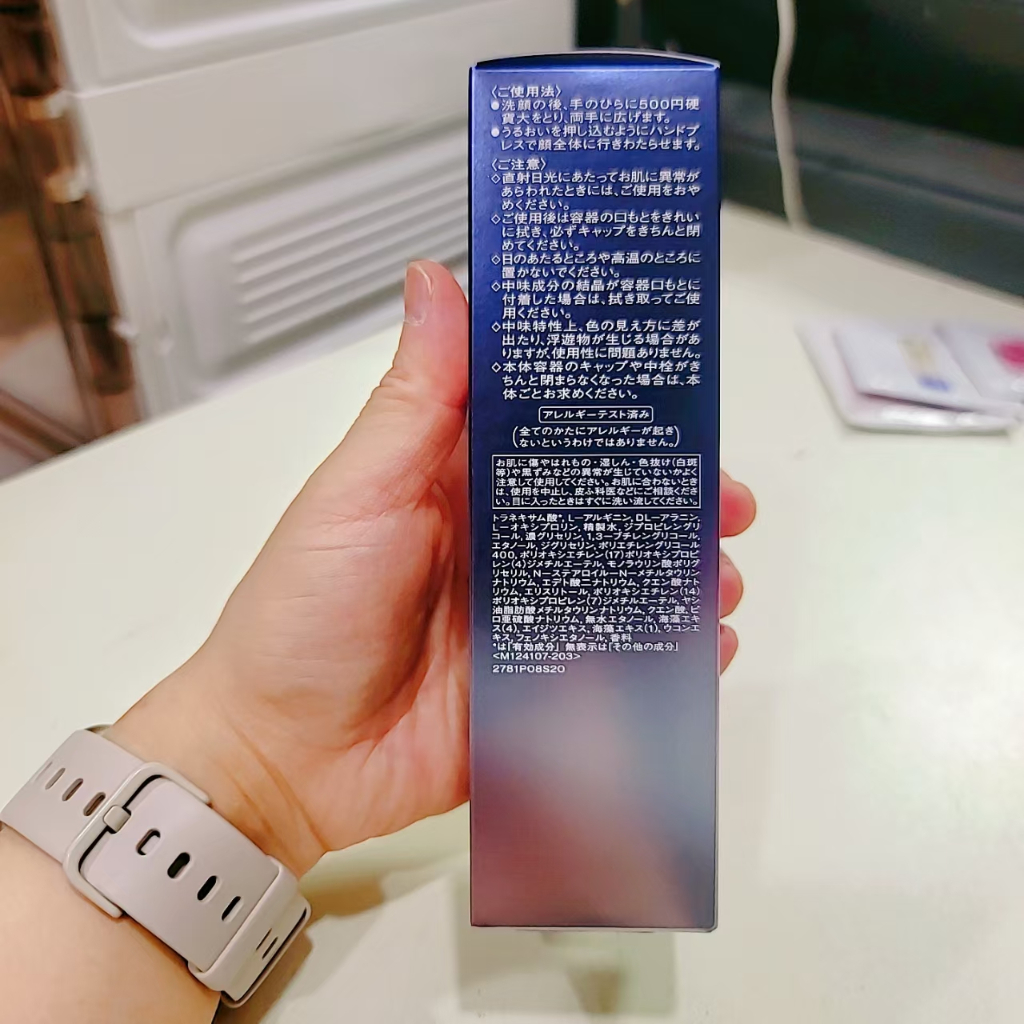 〈ご使用法〉
●洗顔の後、手のひらに500円硬
貨大をとり、両手に広げます。
●うるおいを押し込むようにハンドプ
レスで顔全体に行きわたらせます。
〈ご注意〉
◇直射日光にあたってお肌に異常が
あらわれたときには、ご使用をおや
めください。
◇ご使用後は容器の口もとをきれい
に拭き、必ずキャップをきちんと閉
めてください。
◇日のあたるところや高温のところに
置かないでください。
◇中味成分の結晶が容器口もとに
付着した場合は、拭き取ってご使
用ください。
◇中味特性上、色の見え方に差が
出たり、浮遊物が生じる場合があ
りますが、使用性に問題ありません。
◇本体容器のキャップや中栓がき
ちんと閉まらなくなった場合は、本
体ごとお求めください。
アレルギーテスト済み
(全てのかたにアレルギーが起き
ないというわけではありません。)
お肌に傷やはれもの・湿しん・色抜け(白斑
等)や黒ずみなどの異常が生じていないかよく
注意して使用してください。お肌に合わないとき
は、使用を中止し、皮ふ科医などにご相談くださ
い。目に入ったときはすぐに洗い流してください。
トラネキサム酸*, L-アルギニン, DL-アラニン,
L-オキシプロリン, 精製水, ジプロピレングリ
コール, 濃グリセリン, 1,3-ブチレングリコール,
エタノール, ジグリセリン, ポリエチレングリコール
400, ポリオキシエチレン(17)ポリオキシプロピ
レン(4)ジメチルエーテル, モノラウリン酸ポリグ
リセリル, N-ステアロイル-N-メチルタウリン
ナトリウム, エデト酸二ナトリウム, クエン酸ナト
リウム, エリスリトール, ポリオキシエチレン(14)
ポリオキシプロピレン(7)ジメチルエーテル, ヤシ
油脂肪酸メチルタウリンナトリウム, クエン酸, ピ
ロ亜硫酸ナトリウム, 無水エタノール, 海藻エキ
ス(4), エイジツエキス, 海藻エキス(1), ウコンエ
キス, フェノキシエタノール, 香料
*は「有効成分」 無表示は「その他の成分」
<M124107-203>
2781P08S20